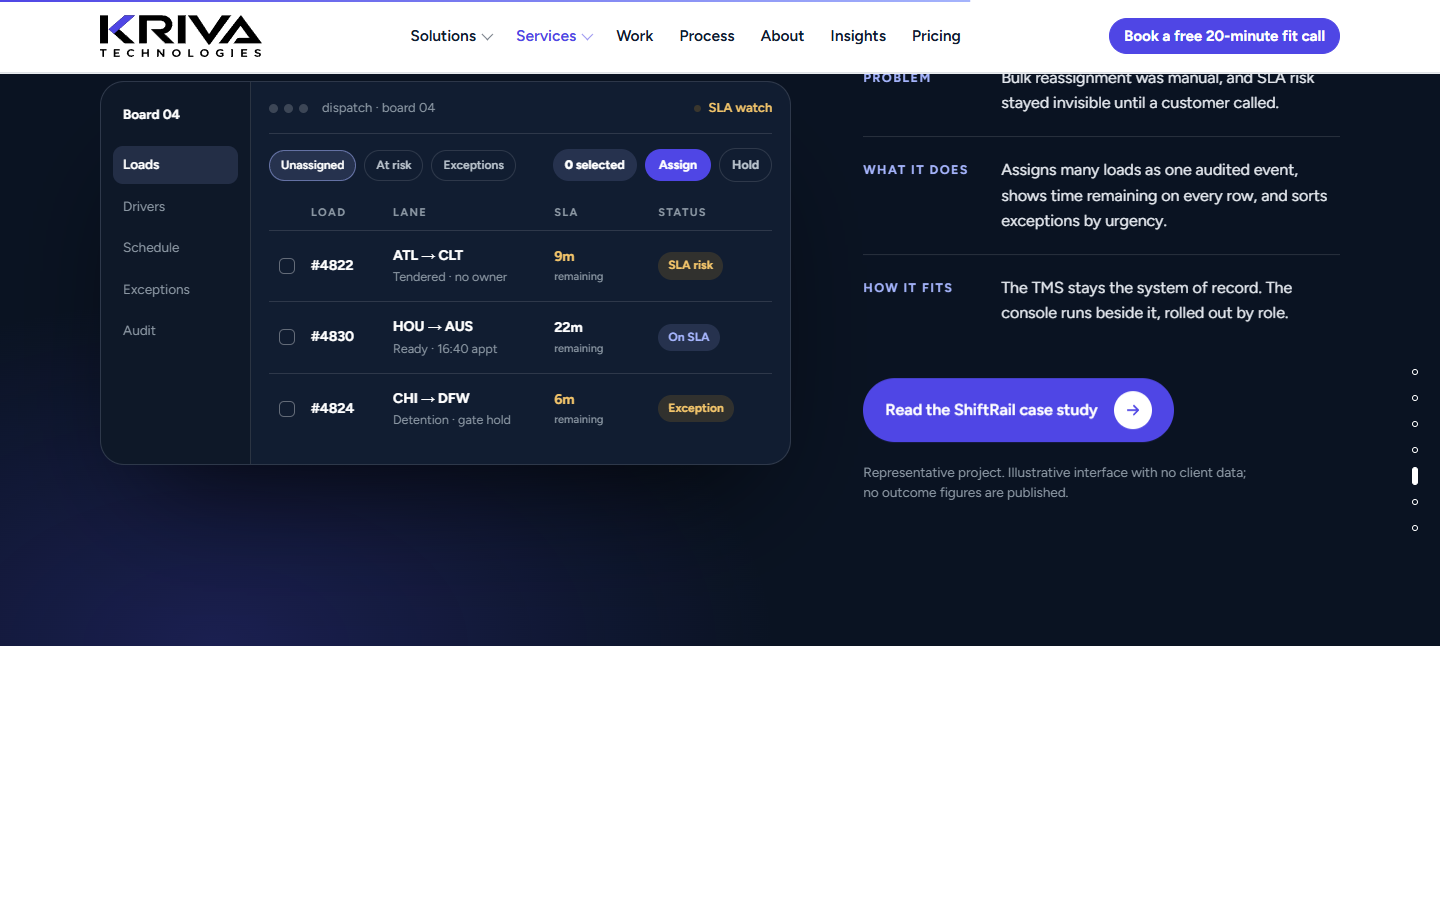 KRIVA
TECHNOLOGIES
Solutions
Services
Work
Process
About
Insights
Pricing
Book a free 20-minute fit call
Board 04
Loads
Drivers
Schedule
Exceptions
Audit
dispatch · board 04
SLA watch
Unassigned
At risk
Exceptions
0 selected
Assign
Hold
LOAD
LANE
SLA
STATUS
#4822
ATL → CLT
Tendered · no owner
9m
remaining
SLA risk
#4830
HOU → AUS
Ready · 16:40 appt
22m
remaining
On SLA
#4824
CHI → DFW
Detention · gate hold
6m
remaining
Exception
PROBLEM
Bulk reassignment was manual, and SLA risk
stayed invisible until a customer called.
WHAT IT DOES
Assigns many loads as one audited event,
shows time remaining on every row, and sorts
exceptions by urgency.
HOW IT FITS
The TMS stays the system of record. The
console runs beside it, rolled out by role.
Read the ShiftRail case study
Representative project. Illustrative interface with no client data;
no outcome figures are published.